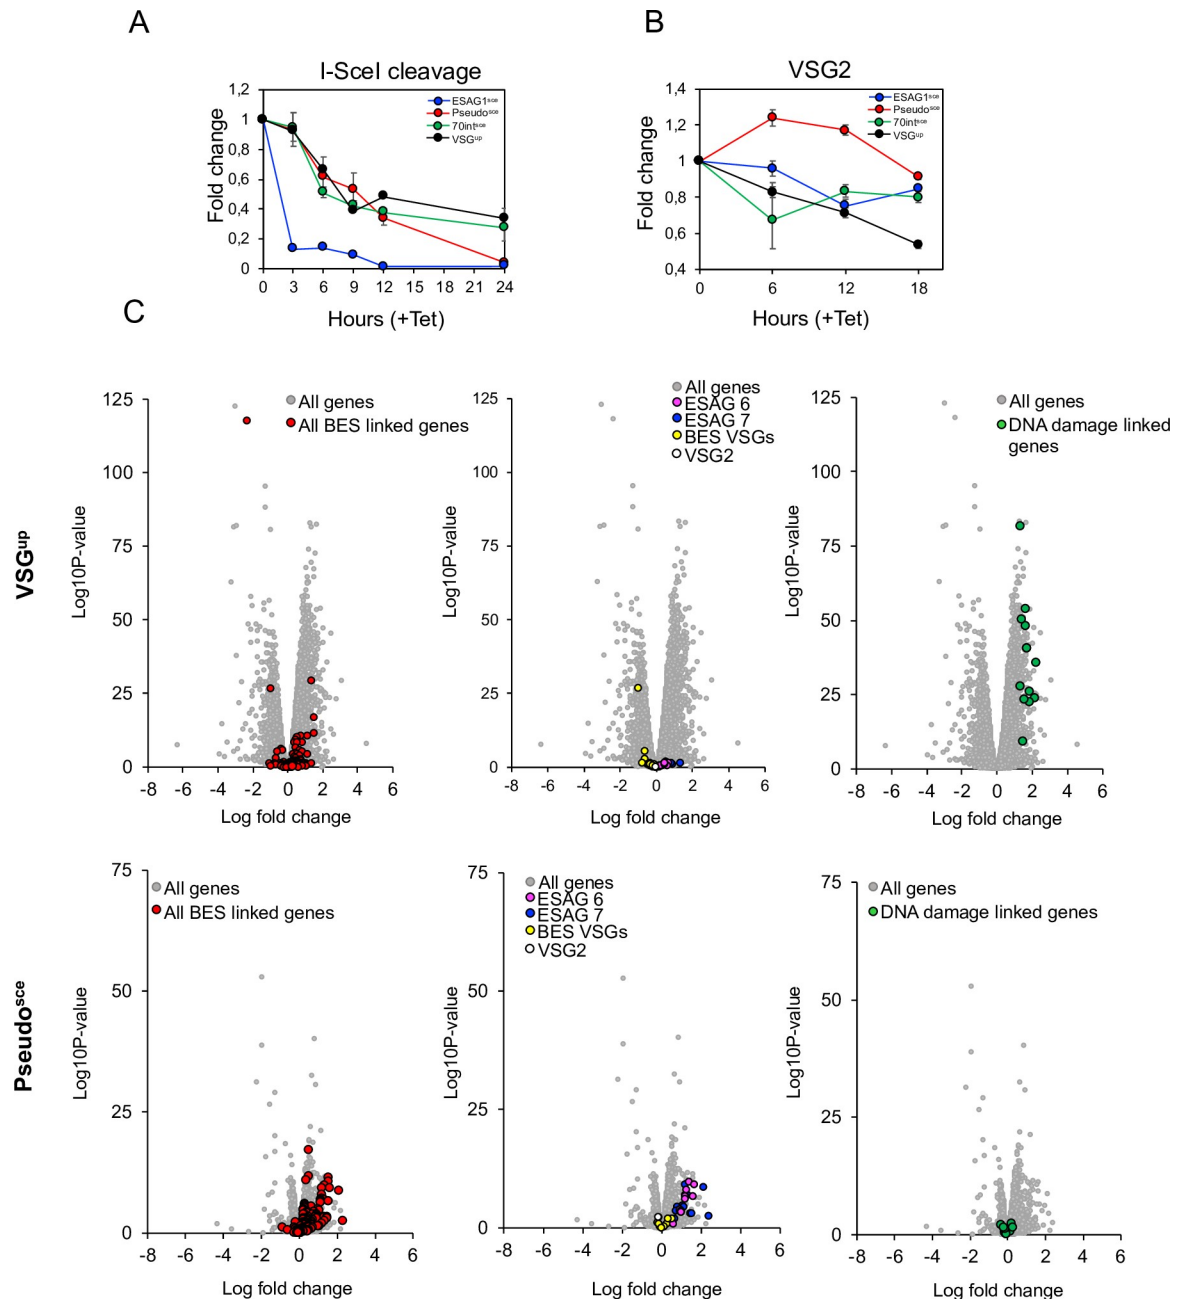 A
B
I-SceI cleavage
1,2
1
0,8
0,6
0,4
0,2
0
Fold change
ESAG1sce
Pseudosce
70intsce
VSGup
0 3 6 9 12 15 18 21 24
Hours (+Tet)
VSG2
1,4
1,2
1
0,8
0,6
0,4
Fold change
ESAG1sce
Pseudosce
70intsce
VSGup
0 6 12 18
Hours (+Tet)
C
VSGup
125
100
75
50
25
0
Log10P-value
All genes
All BES linked genes
-8 -6 -4 -2 0 2 4 6
Log fold change
125
100
75
50
25
0
Log10P-value
All genes
ESAG 6
ESAG 7
BES VSGs
VSG2
-8 -6 -4 -2 0 2 4 6
Log fold change
125
100
75
50
25
0
Log10P-value
All genes
DNA damage linked
genes
-8 -6 -4 -2 0 2 4 6
Log fold change
Pseudosce
75
50
25
0
Log10P-value
All genes
All BES linked genes
-8 -6 -4 -2 0 2 4 6
Log fold change
75
50
25
0
Log10P-value
All genes
ESAG 6
ESAG 7
BES VSGs
VSG2
-8 -6 -4 -2 0 2 4 6
Log fold change
75
50
25
0
Log10P-value
All genes
DNA damage linked genes
-8 -6 -4 -2 0 2 4 6
Log fold change